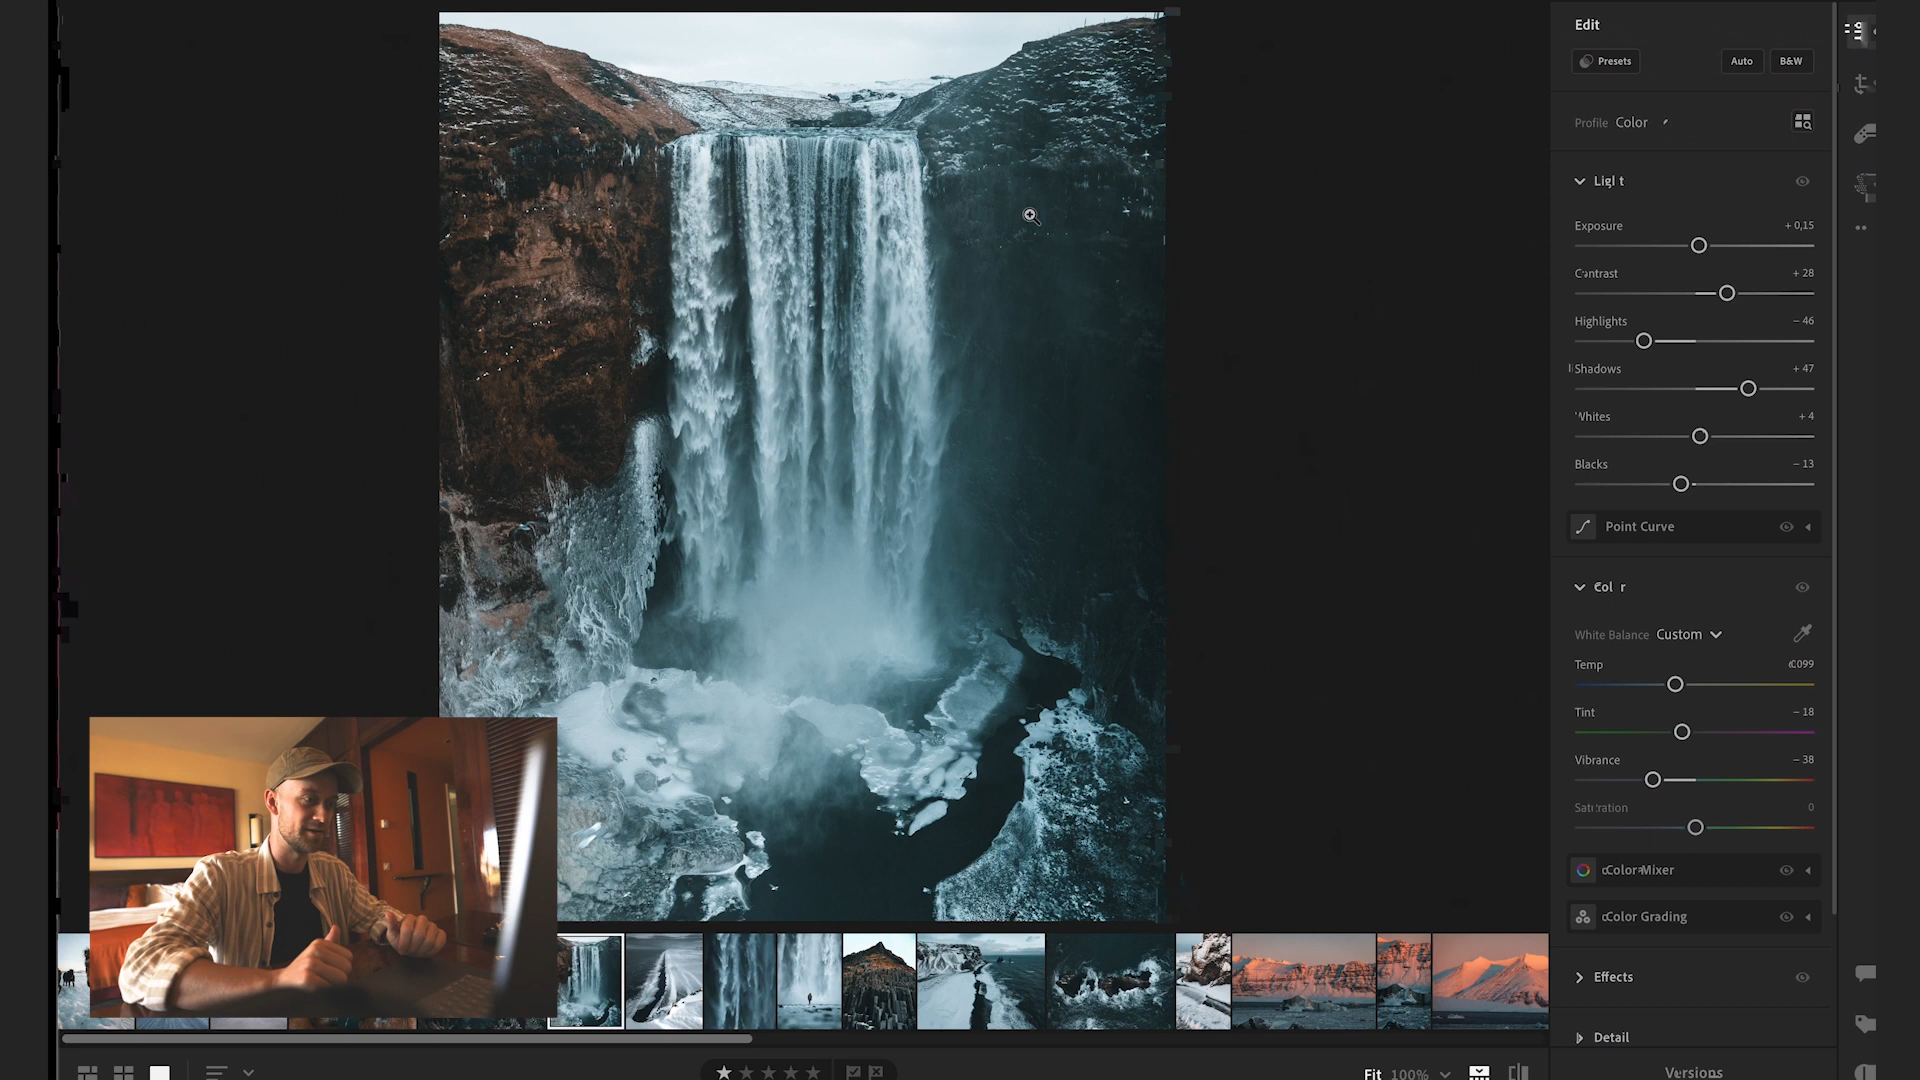 Edit
Presets
Auto
B&W
Profile Color
Exposure
+ 0,15
Contrast
+ 28
Highlights
- 46
Shadows
+ 47
Whites
+ 4
Blacks
- 13
Point Curve
White Balance Custom
Temp
Tint
- 18
Vibrance
- 38
Saturation
0
Color Mixer
Color Grading
Effects
Detail
Fit 100%
Versions